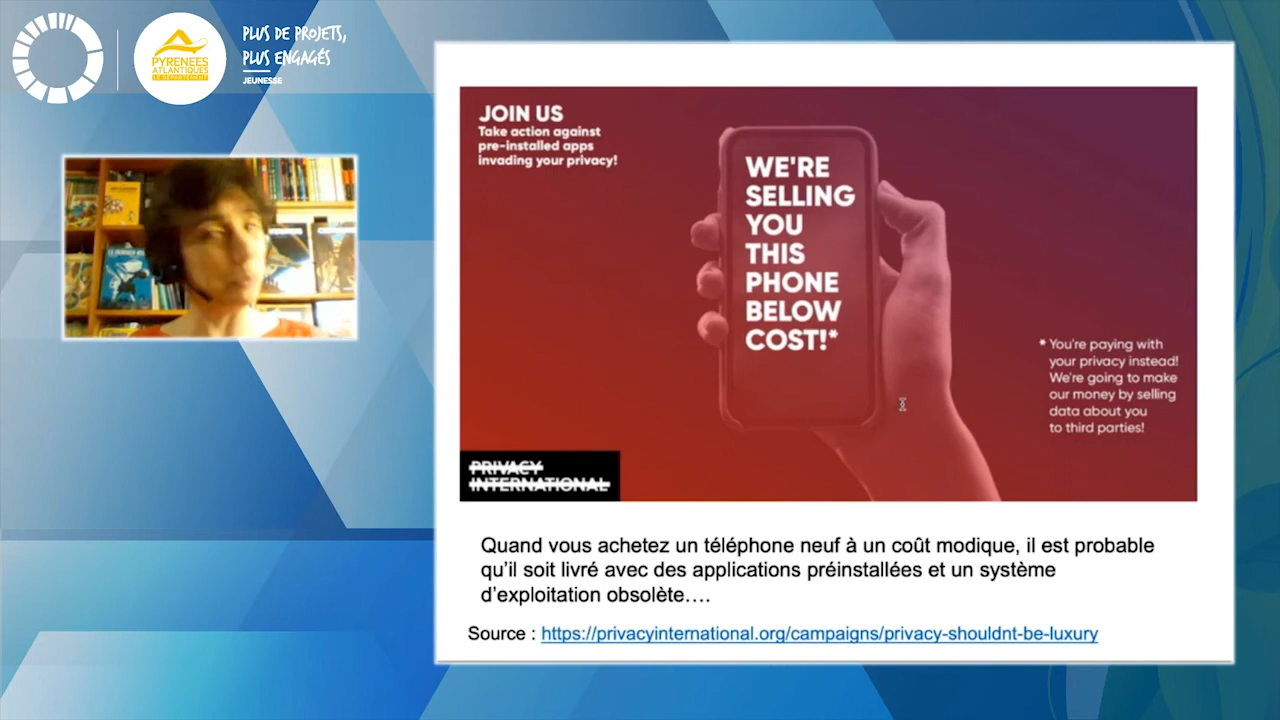 PLUS DE PROJETS,
PLUS ENGAGÉS
JEUNESSE
PYRENEES
ATLANTIQUES
LE DEPARTEMENT
JOIN US
Take action against
pre-installed apps
invading your privacy!
WE'RE
SELLING
YOU
THIS
PHONE
BELOW
COST!*
* You're paying with
your privacy instead!
We're going to make
our money by selling
data about you
to third parties!
PRIVACY
INTERNATIONAL
Quand vous achetez un téléphone neuf à un coût modique, il est probable
qu'il soit livré avec des applications préinstallées et un système
d'exploitation obsolète….
Source : https://privacyinternational.org/campaigns/privacy-shouldnt-be-luxury